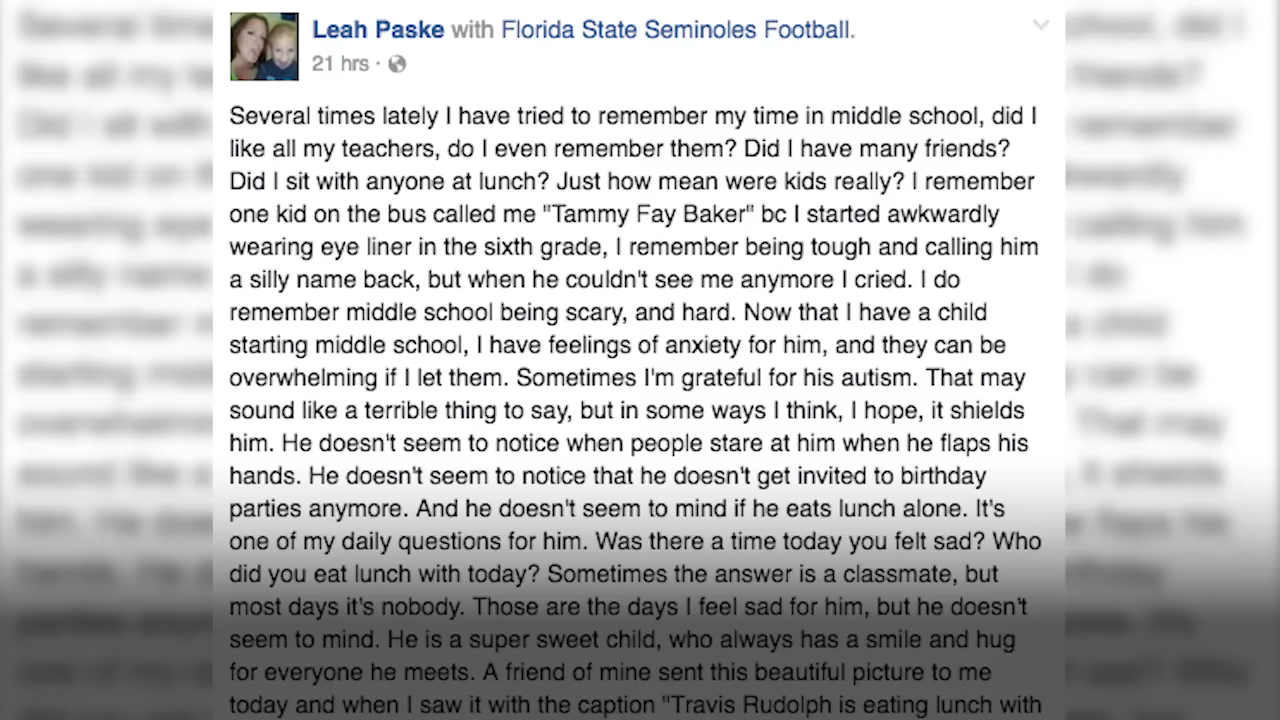 Leah Paske with Florida State Seminoles Football.
21 hrs ·
Several times lately I have tried to remember my time in middle school, did I
like all my teachers, do I even remember them? Did I have many friends?
Did I sit with anyone at lunch? Just how mean were kids really? I remember
one kid on the bus called me "Tammy Fay Baker" bc I started awkwardly
wearing eye liner in the sixth grade, I remember being tough and calling him
a silly name back, but when he couldn't see me anymore I cried. I do
remember middle school being scary, and hard. Now that I have a child
starting middle school, I have feelings of anxiety for him, and they can be
overwhelming if I let them. Sometimes I'm grateful for his autism. That may
sound like a terrible thing to say, but in some ways I think, I hope, it shields
him. He doesn't seem to notice when people stare at him when he flaps his
hands. He doesn't seem to notice that he doesn't get invited to birthday
parties anymore. And he doesn't seem to mind if he eats lunch alone. It's
one of my daily questions for him. Was there a time today you felt sad? Who
did you eat lunch with today? Sometimes the answer is a classmate, but
most days it's nobody. Those are the days I feel sad for him, but he doesn't
seem to mind. He is a super sweet child, who always has a smile and hug
for everyone he meets. A friend of mine sent this beautiful picture to me
today and when I saw it with the caption "Travis Rudolph is eating lunch with